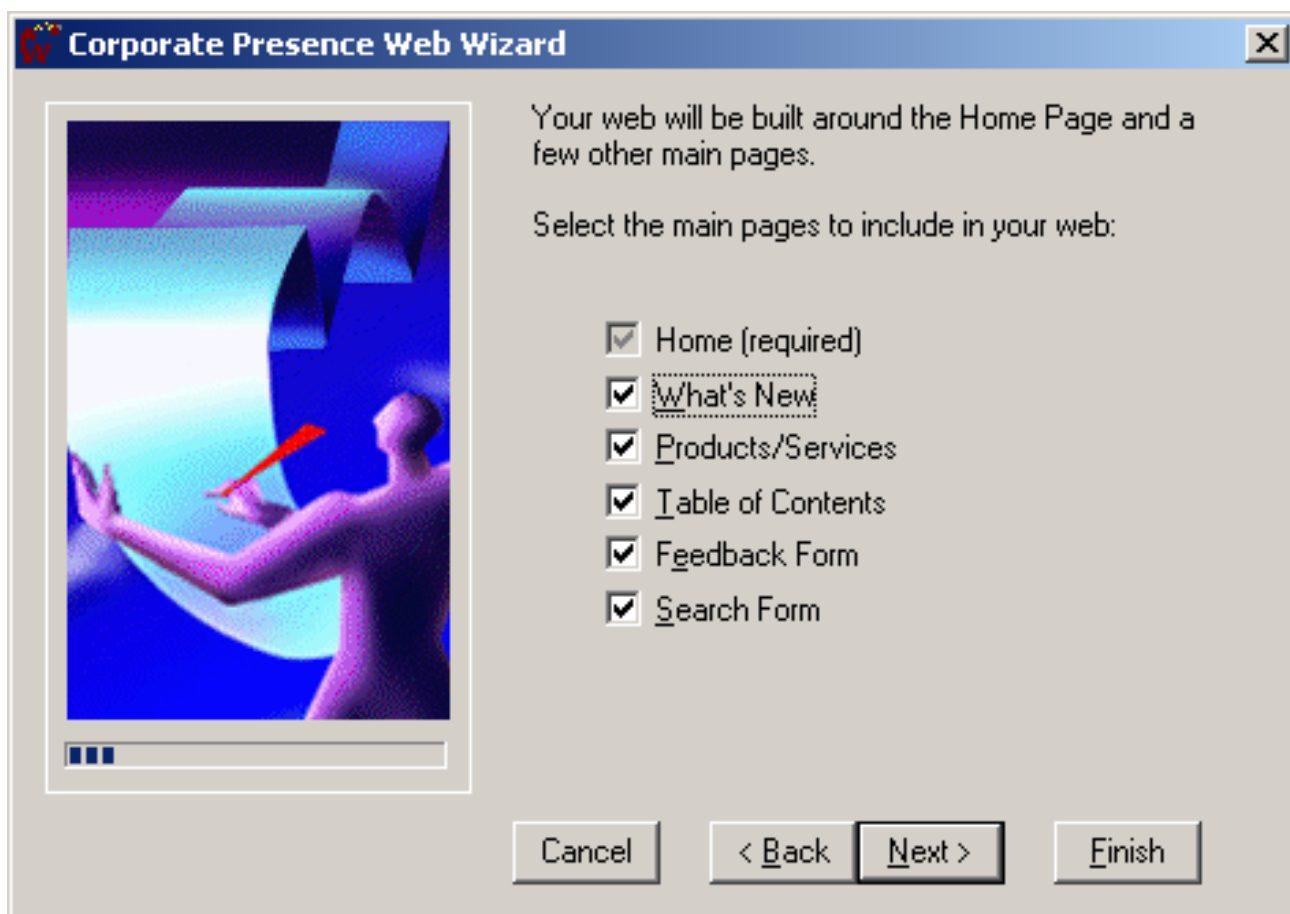 Corporate Presence Web Wizard
Your web will be built around the Home Page and a
few other main pages.
Select the main pages to include in your web:
Home (required)
What's New
Products/Services
Table of Contents
Feedback Form
Search Form
Cancel
< Back
Next >
Finish